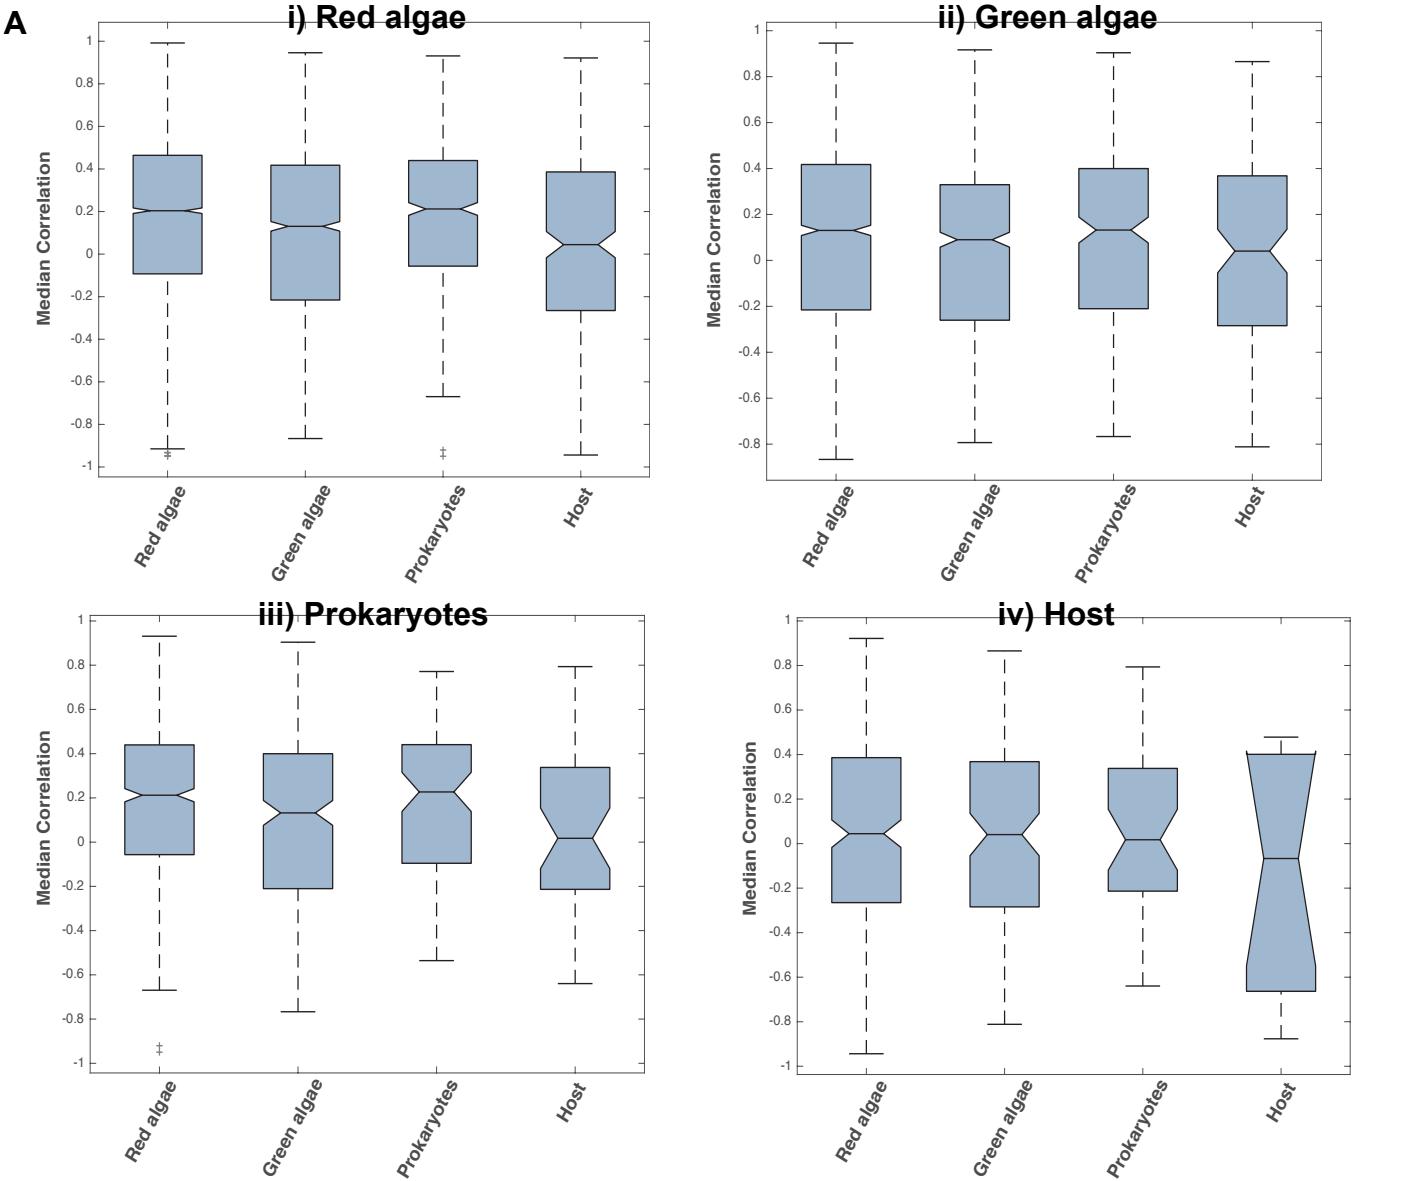 A
i) Red algae
1
0.8
0.6
0.4
0.2
0
-0.2
-0.4
-0.6
-0.8
-1
Median Correlation
Red algae
Green algae
Prokaryotes
Host
ii) Green algae
1
0.8
0.6
0.4
0.2
0
-0.2
-0.4
-0.6
-0.8
Median Correlation
Red algae
Green algae
Prokaryotes
Host
iii) Prokaryotes
1
0.8
0.6
0.4
0.2
0
-0.2
-0.4
-0.6
-0.8
-1
Median Correlation
Red algae
Green algae
Prokaryotes
Host
iv) Host
1
0.8
0.6
0.4
0.2
0
-0.2
-0.4
-0.6
-0.8
-1
Median Correlation
Red algae
Green algae
Prokaryotes
Host